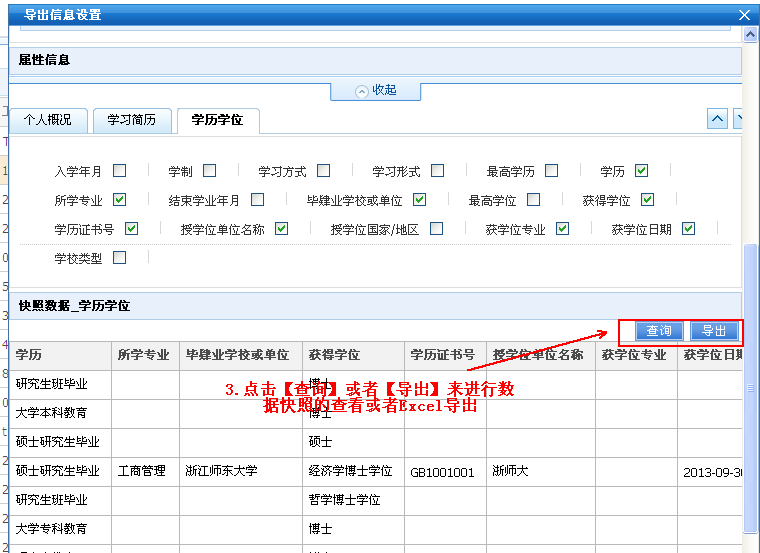 导出信息设置
属性信息
收起
个人概况 学习简历 学历学位
入学年月 学制 学习方式 学习形式 最高学历 学历
所学专业 结束学业年月 毕肄业学校或单位 最高学位 获得学位
学历证书号 授学位单位名称 授学位国家/地区 获学位专业 获学位日期
学校类型
快照数据_学历学位
查询 导出
学历 所学专业 毕肄业学校或单位 获得学位 学历证书号 授学位单位名称 获学位专业 获学位日期
研究生班毕业 博士
3.点击【查询】或者【导出】来进行数
据快照的查看或者Excel导出
大学本科教育 博士
硕士研究生毕业 硕士
硕士研究生毕业 工商管理 浙江师东大学 经济学博士学位 GB1001001 浙师大 2013-09-30
研究生班毕业 哲学博士学位
大学专科教育 博士